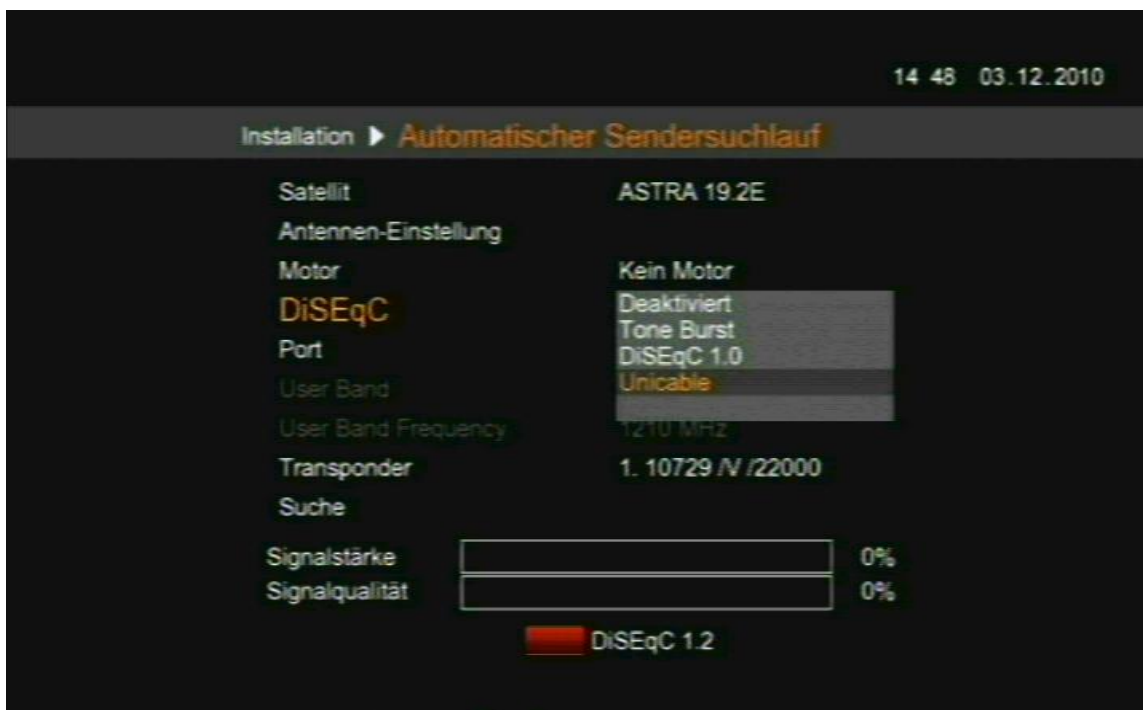 14 48 03.12.2010
Installation ▶ Automatischer Sendersuchlauf
Satellit ASTRA 19.2E
Antennen-Einstellung
Motor Kein Motor
DiSEqC Deaktiviert
Tone Burst
Port DiSEqC 1.0
User Band Unicable
User Band Frequency 1210 MHz
Transponder 1. 10729 /V /22000
Suche
Signalstärke 0%
Signalqualität 0%
DiSEqC 1.2